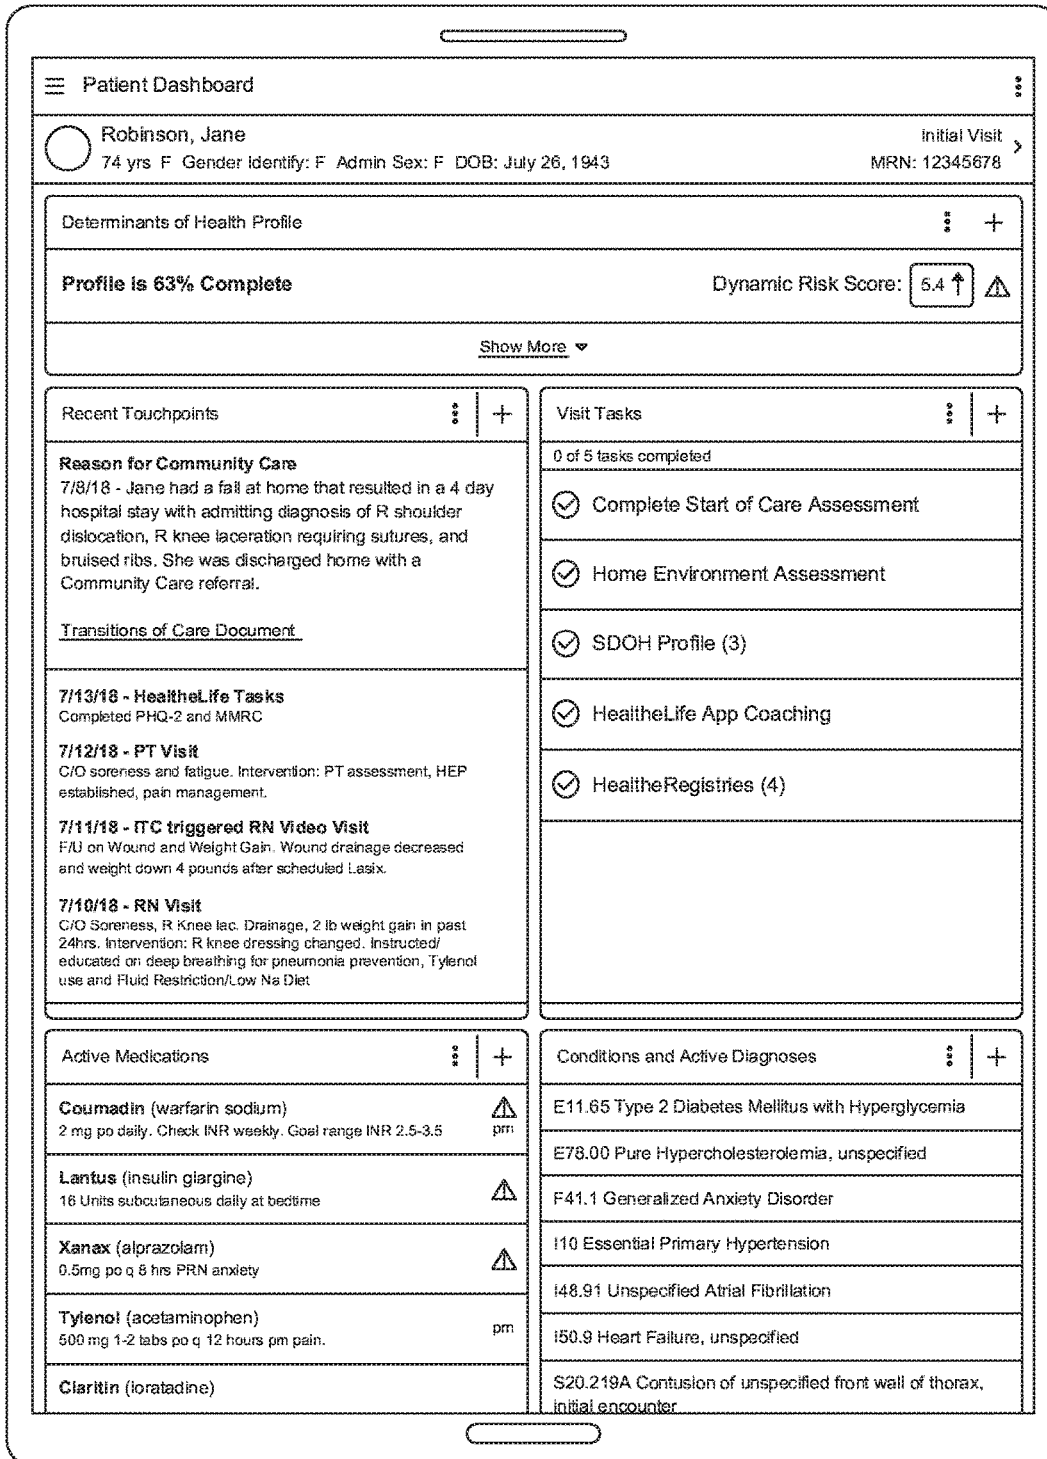 Patient Dashboard
Robinson, Jane
Initial Visit
74 yrs F Gender Identify: F Admin Sex: F DOB: July 26, 1943
MRN: 12345678
Determinants of Health Profile
Profile is 63% Complete
Dynamic Risk Score: 5.4
Show More
Recent Touchpoints
Reason for Community Care
7/8/18 - Jane had a fall at home that resulted in a 4 day
hospital stay with admitting diagnosis of R shoulder
dislocation, R knee laceration requiring sutures, and
bruised ribs. She was discharged home with a
Community Care referral.
Transitions of Care Document
7/13/18 - HealtheLife Tasks
Completed PHQ-2 and MMRC
7/12/18 - PT Visit
C/O soreness and fatigue. Intervention: PT assessment, HEP
established, pain management.
7/11/18 - ITC triggered RN Video Visit
F/U on Wound and Weight Gain. Wound drainage decreased
and weight down 4 pounds after scheduled Lasix.
7/10/18 - RN Visit
C/O Soreness, R Knee lac. Drainage, 2 lb weight gain in past
24hrs. Intervention: R knee dressing changed. Instructed/
educated on deep breathing for pneumonia prevention, Tylenol
use and Fluid Restriction/Low Na Diet
Visit Tasks
0 of 5 tasks completed
Complete Start of Care Assessment
Home Environment Assessment
SDOH Profile (3)
HealtheLife App Coaching
HealtheRegistries (4)
Active Medications
Coumadin (warfarin sodium)
2 mg po daily. Check INR weekly. Goal range INR 2.5-3.5
prn
Lantus (insulin glargine)
16 Units subcutaneous daily at bedtime
Xanax (alprazolam)
0.5mg po q 8 hrs PRN anxiety
Tylenol (acetaminophen)
500 mg 1-2 tabs po q 12 hours prn pain.
prn
Claritin (loratadine)
Conditions and Active Diagnoses
E11.65 Type 2 Diabetes Mellitus with Hyperglycemia
E78.00 Pure Hypercholesterolemia, unspecified
F41.1 Generalized Anxiety Disorder
I10 Essential Primary Hypertension
I48.91 Unspecified Atrial Fibrillation
I50.9 Heart Failure, unspecified
S20.219A Contusion of unspecified front wall of thorax,
initial encounter